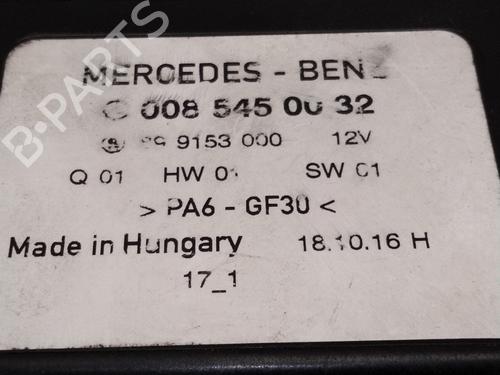 B-PARTS
MERCEDES - BENZ
008 545 00 32
9153 000 12V
Q 01 HW 01 SW 01
> PA6 - GF30 <
Made in Hungary 18.10.16 H
17_1